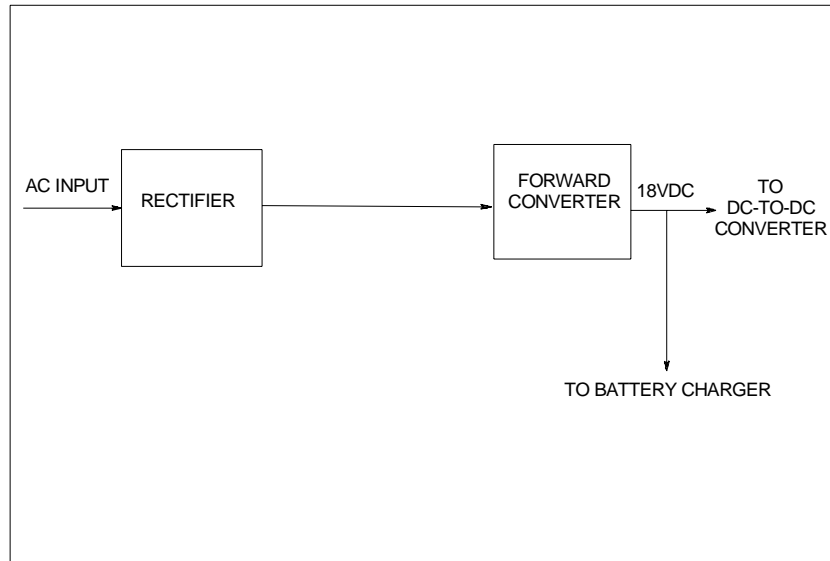 AC INPUT
RECTIFIER
FORWARD
CONVERTER
18VDC
TO
DC-TO-DC
CONVERTER
TO BATTERY CHARGER